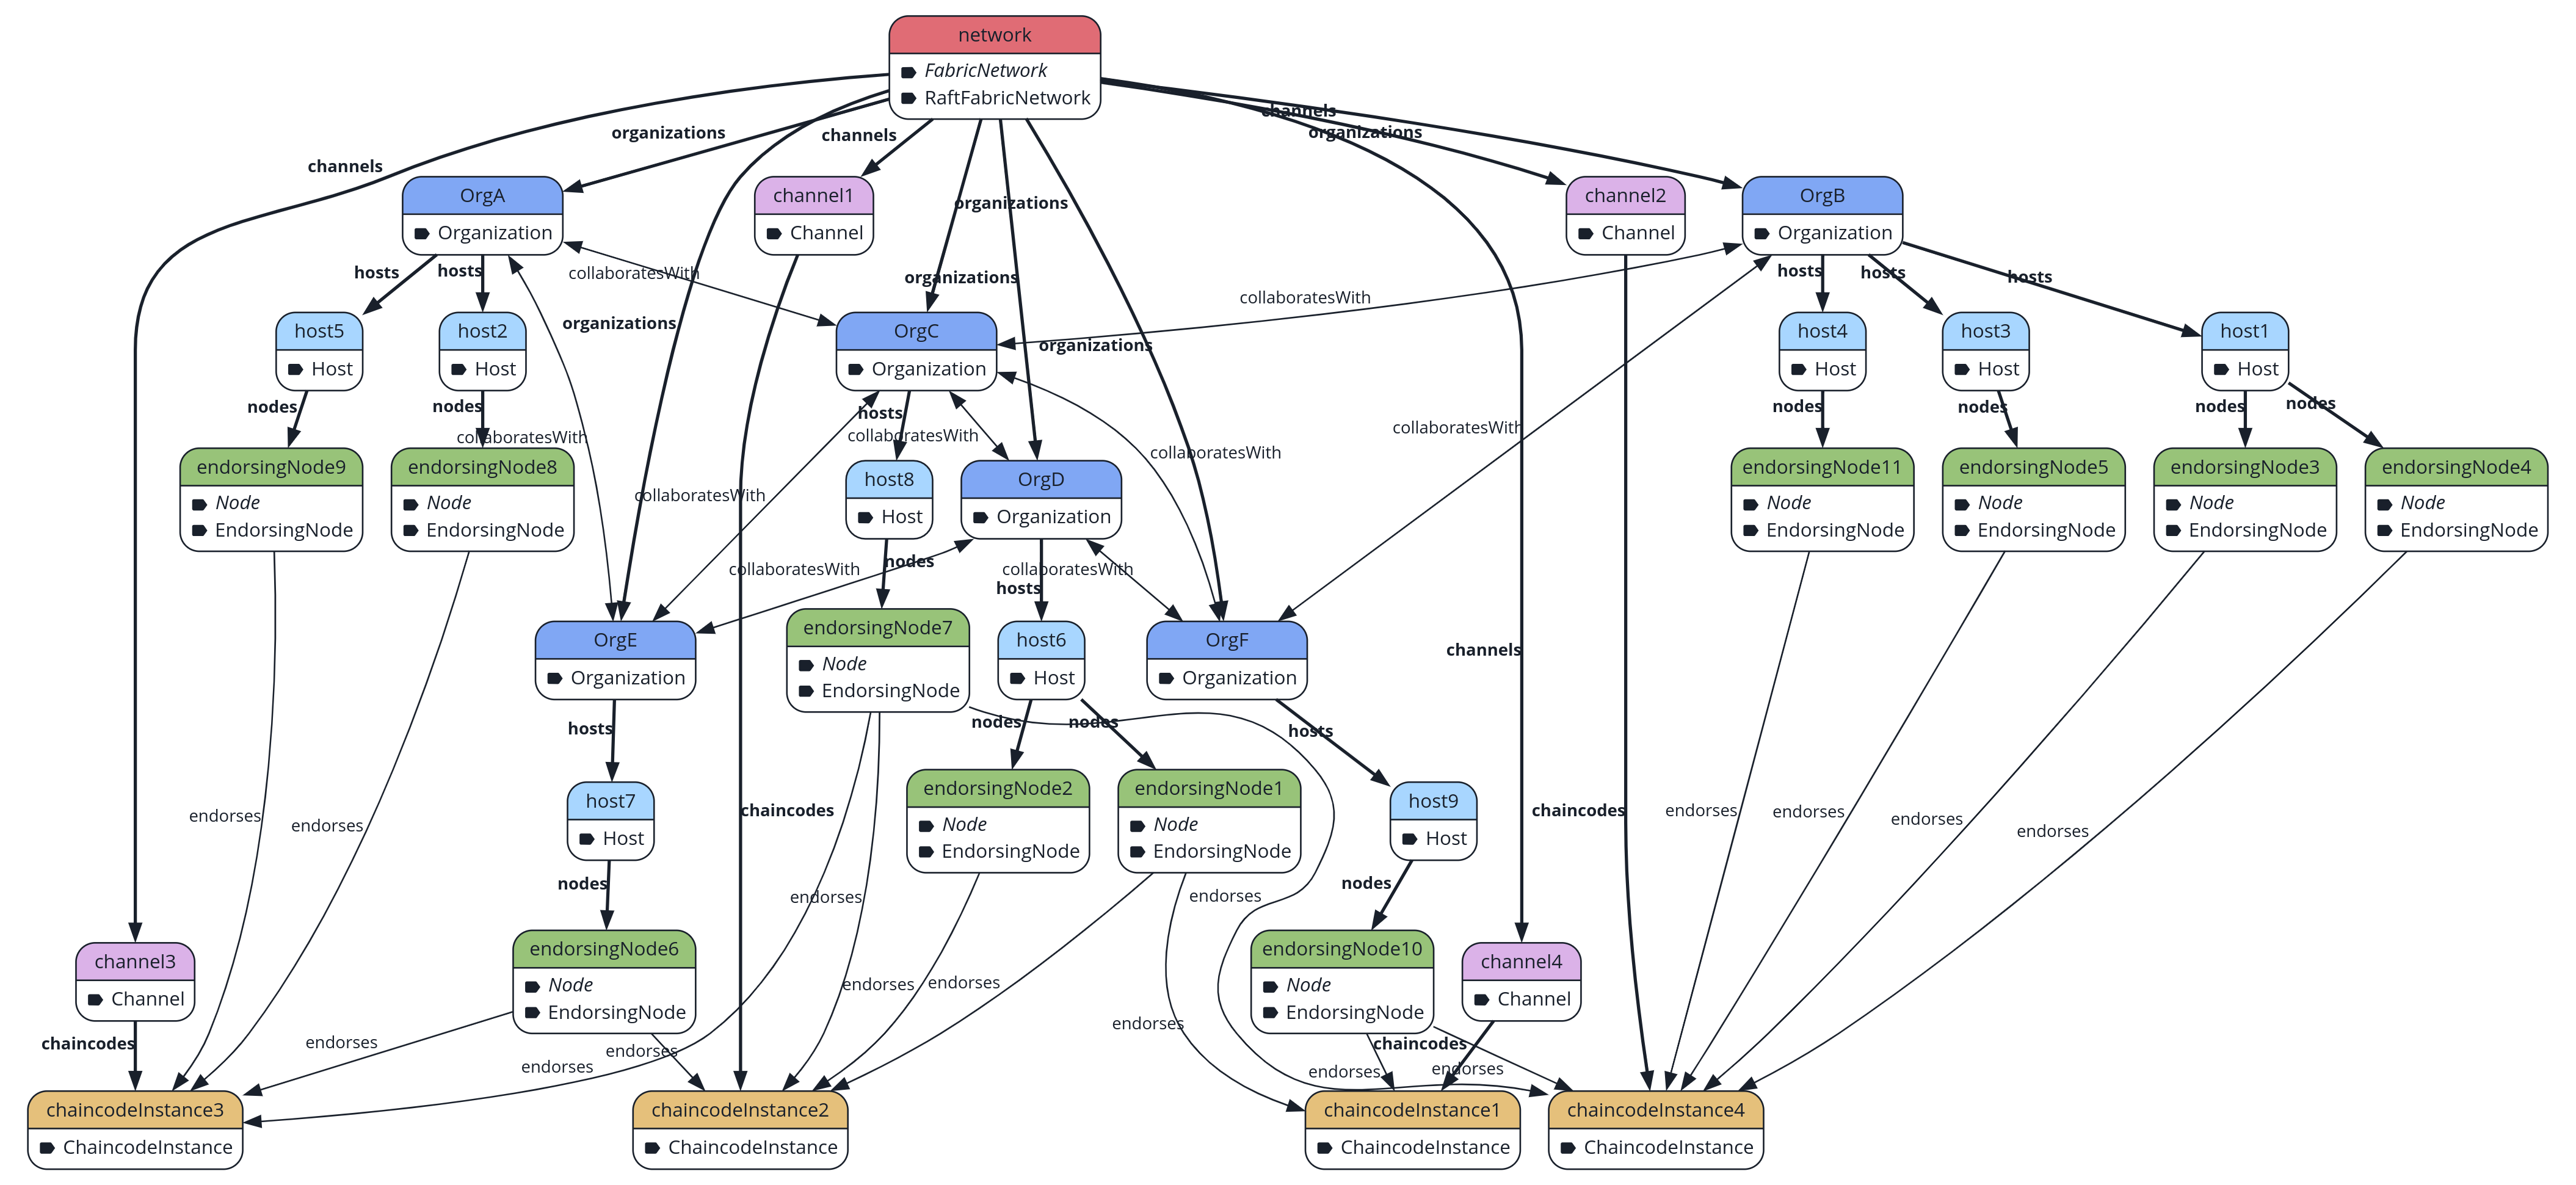 network
FabricNetwork
RaftFabricNetwork
channels
organizations
organizations
channels
channels
OrgA
Organization
channel1
Channel
channel2
Channel
OrgB
Organization
organizations
hosts
hosts
collaboratesWith
organizations
hosts
hosts
hosts
collaboratesWith
host5
Host
host2
Host
organizations
OrgC
Organization
organizations
host4
Host
host3
Host
host1
Host
nodes
nodes
hosts
nodes
nodes
nodes
nodes
collaboratesWith
collaboratesWith
collaboratesWith
collaboratesWith
endorsingNode9
Node
EndorsingNode
endorsingNode8
Node
EndorsingNode
host8
Host
OrgD
Organization
endorsingNode11
Node
EndorsingNode
endorsingNode5
Node
EndorsingNode
endorsingNode3
Node
EndorsingNode
endorsingNode4
Node
EndorsingNode
collaboratesWith
collaboratesWith
nodes
collaboratesWith
hosts
OrgE
Organization
endorsingNode7
Node
EndorsingNode
host6
Host
OrgF
Organization
channels
hosts
nodes
nodes
hosts
host7
Host
endorsingNode2
Node
EndorsingNode
endorsingNode1
Node
EndorsingNode
host9
Host
endorses
endorses
chaincodes
chaincodes
endorses
endorses
endorses
endorses
nodes
endorses
endorses
nodes
channel3
Channel
endorsingNode6
Node
EndorsingNode
endorses
endorses
endorsingNode10
Node
EndorsingNode
channel4
Channel
chaincodes
endorses
endorses
endorses
endorses
chaincodes
endorses
endorses
chaincodeInstance3
ChaincodeInstance
chaincodeInstance2
ChaincodeInstance
chaincodeInstance1
ChaincodeInstance
chaincodeInstance4
ChaincodeInstance